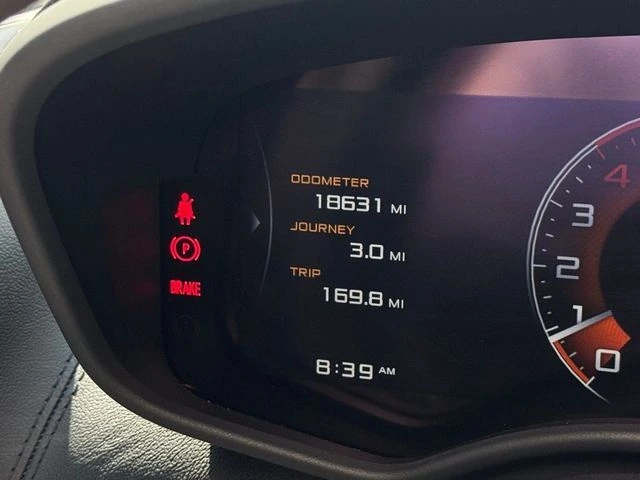 ODOMETER
18631 MI
JOURNEY
3.0 MI
TRIP
169.8 MI
8:39 AM
P
BRAKE
4
3
2
1
0